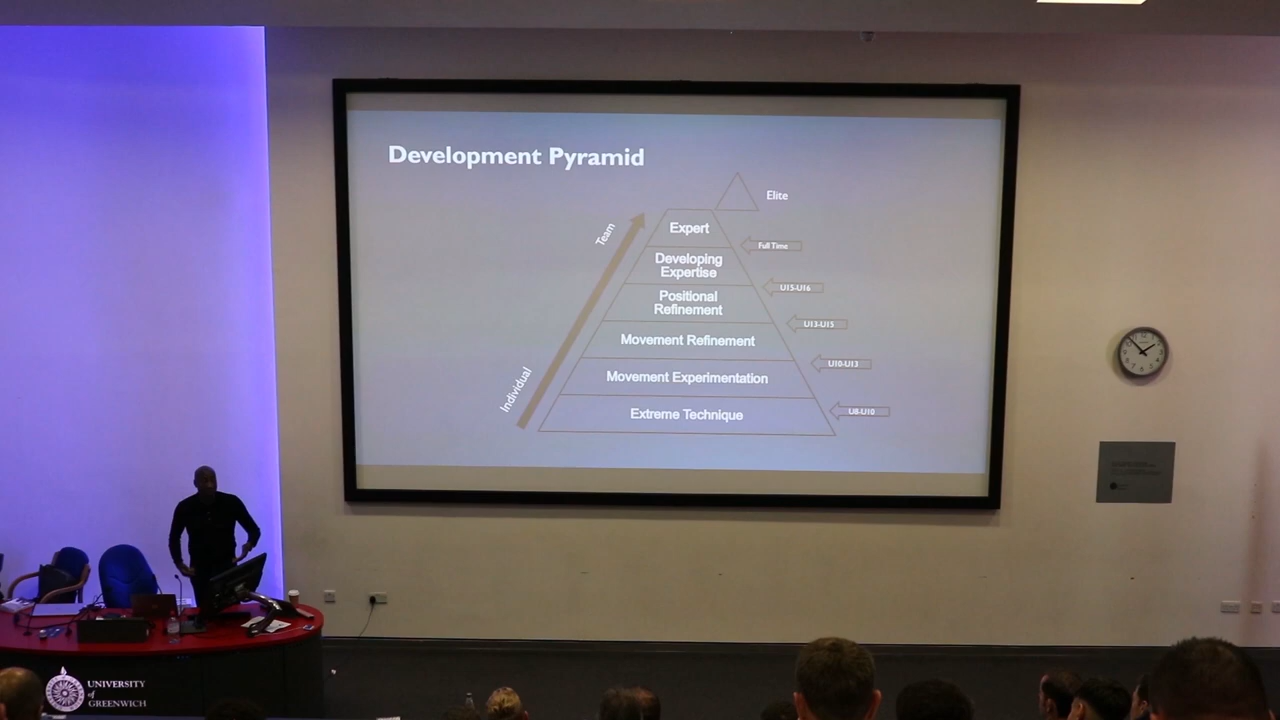 Development Pyramid
Elite
Team
Expert
Full Time
Developing
Expertise
U15-U16
Positional
Refinement
U13-U15
Movement Refinement
U10-U13
Individual
Movement Experimentation
Extreme Technique
U8-U10
UNIVERSITY
of
GREENWICH